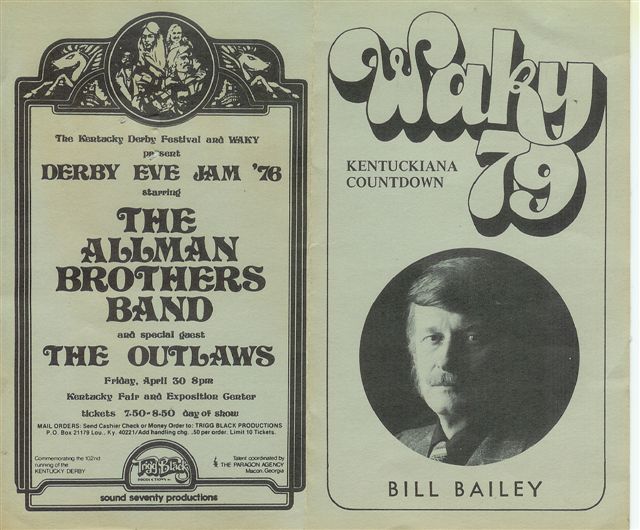 The Kentucky Derby Festival and WAKY
present
DERBY EVE JAM '76
starring
THE
ALLMAN
BROTHERS
BAND
and special guest
THE OUTLAWS
Friday, April 30 8pm
Kentucky Fair and Exposition Center
tickets 7.50-8.50 day of show
MAIL ORDERS: Send Cashier Check or Money Order to: TRIGG BLACK PRODUCTIONS
P.O. Box 21179 Lou., Ky. 40221/Add handling chg. .50 per order. Limit 10 Tickets.
Commemorating the 102nd
running of the
KENTUCKY DERBY
Trigg Black
PRODUCTIONS
Talent coordinated by
THE PARAGON AGENCY
Macon, Georgia
sound seventy productions
Waky
79
KENTUCKIANA
COUNTDOWN
BILL BAILEY